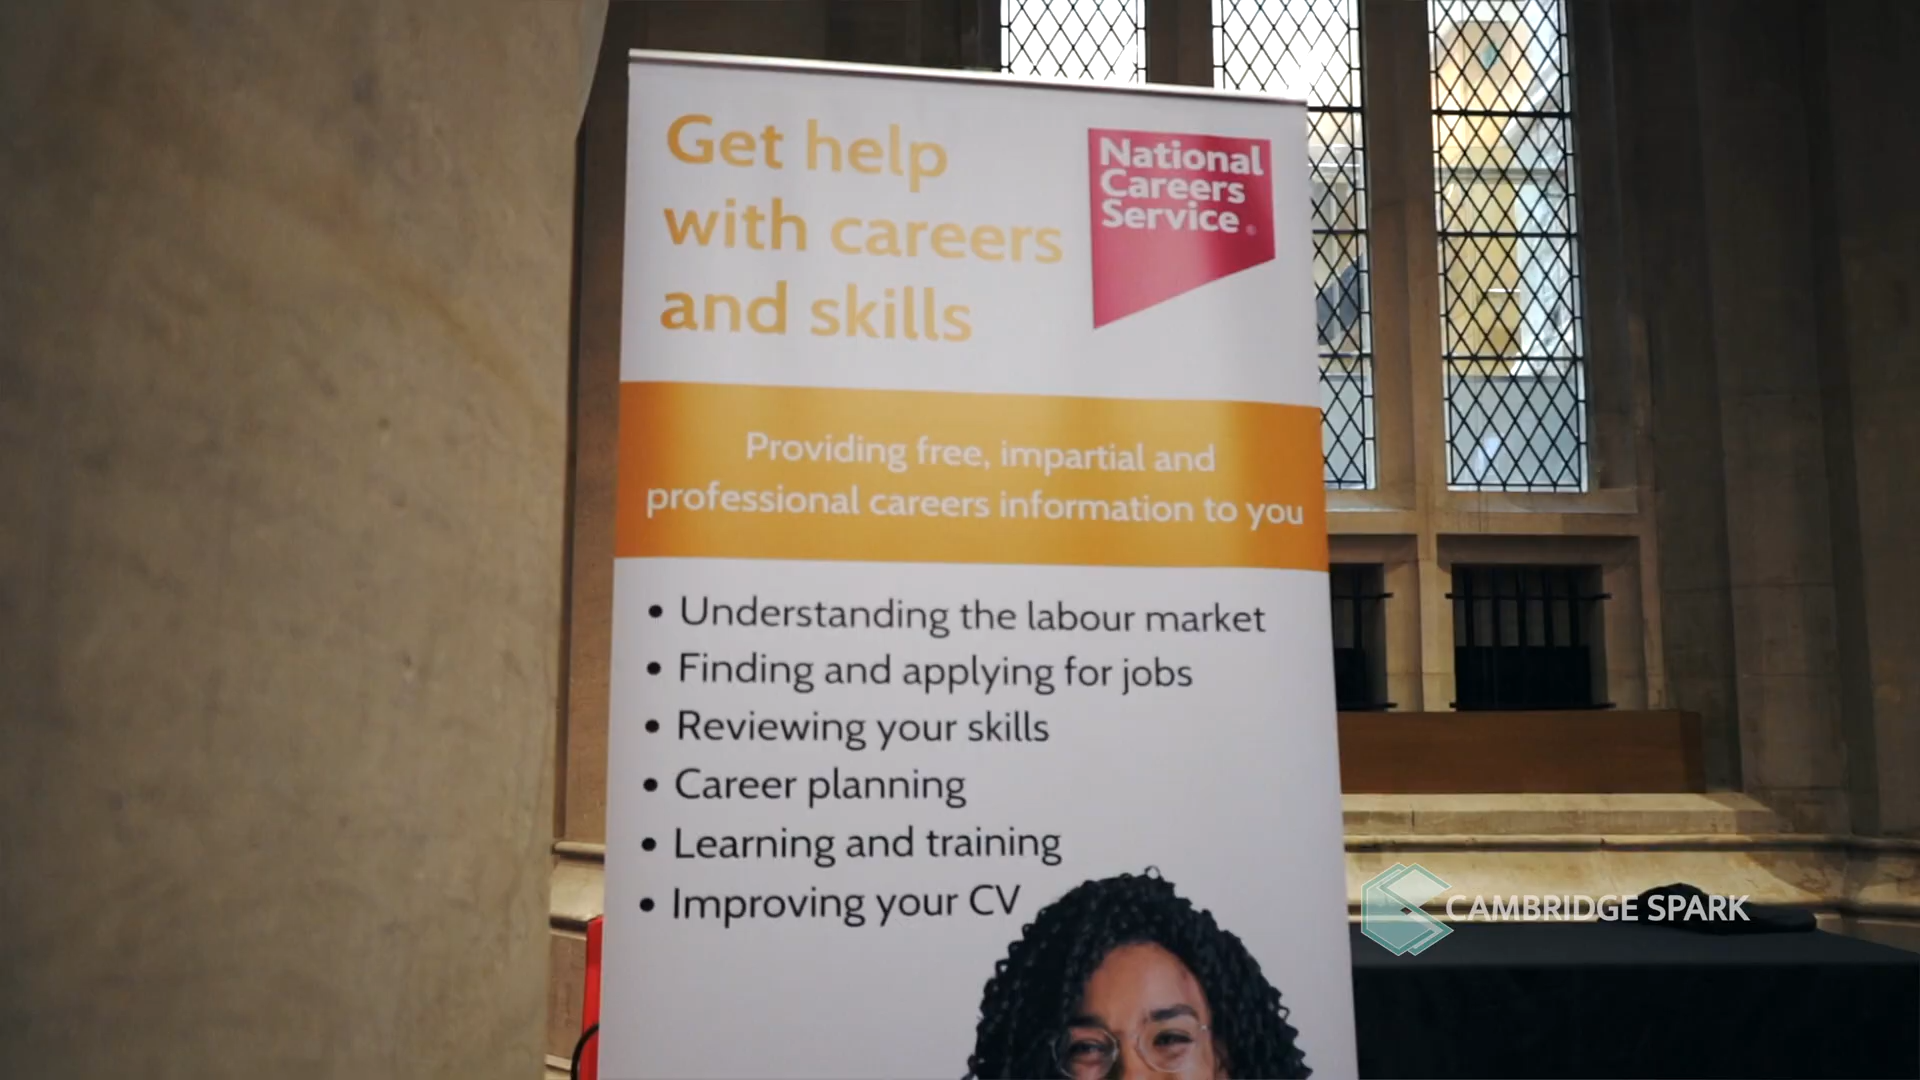 Get help
with careers
and skills
National
Careers
Service
Providing free, impartial and
professional careers information to you
• Understanding the labour market
• Finding and applying for jobs
• Reviewing your skills
• Career planning
• Learning and training
• Improving your CV
CAMBRIDGE SPARK